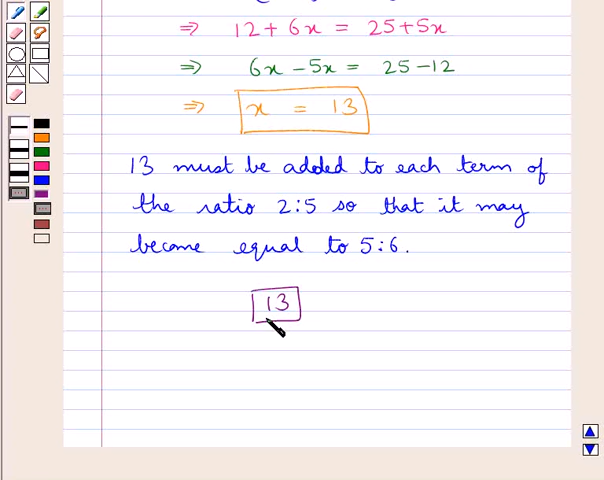 ⇒ 12 + 6x = 25 + 5x
⇒ 6x - 5x = 25 - 12
⇒ x = 13
13 must be added to each term of
the ratio 2:5 so that it may
become equal to 5:6.
13